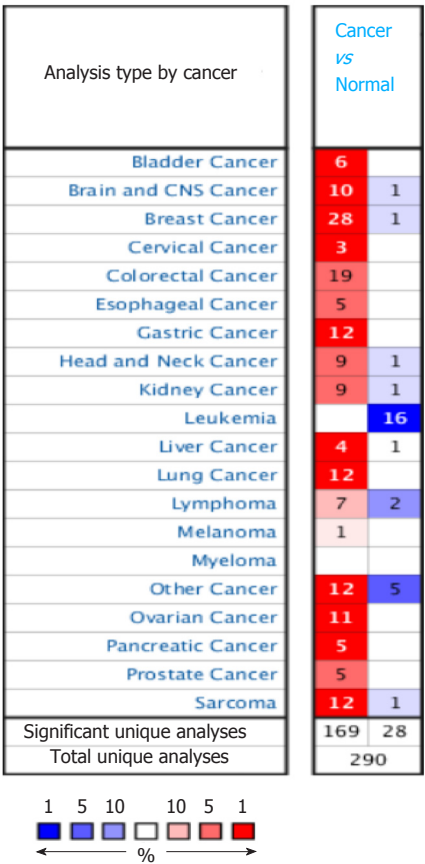 Analysis type by cancer
Cancer
vs
Normal
Bladder Cancer 6
Brain and CNS Cancer 10 1
Breast Cancer 28 1
Cervical Cancer 3
Colorectal Cancer 19
Esophageal Cancer 5
Gastric Cancer 12
Head and Neck Cancer 9 1
Kidney Cancer 9 1
Leukemia 16
Liver Cancer 4 1
Lung Cancer 12
Lymphoma 7 2
Melanoma 1
Myeloma
Other Cancer 12 5
Ovarian Cancer 11
Pancreatic Cancer 5
Prostate Cancer 5
Sarcoma 12 1
Significant unique analyses 169 28
Total unique analyses 290
1 5 10 10 5 1
%